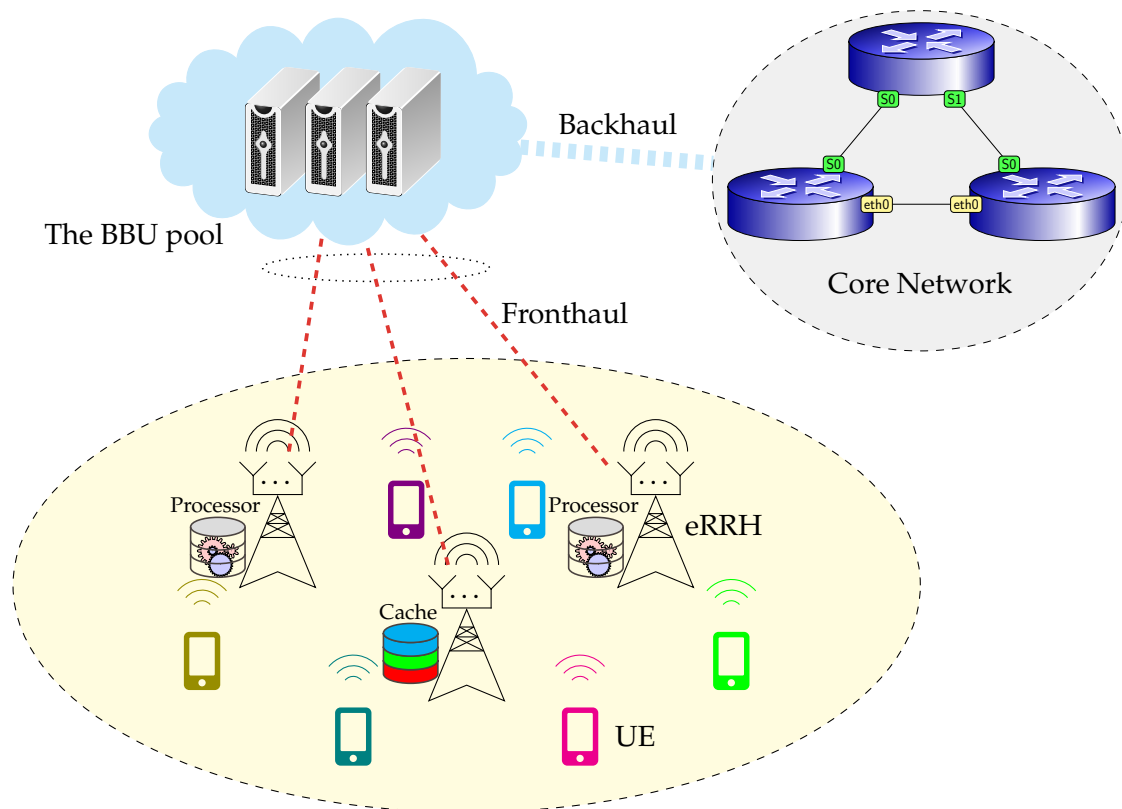 S0
S1
Backhaul
S0
S0
eth0
eth0
The BBU pool
Core Network
Fronthaul
Processor
Processor
eRRH
Cache
UE